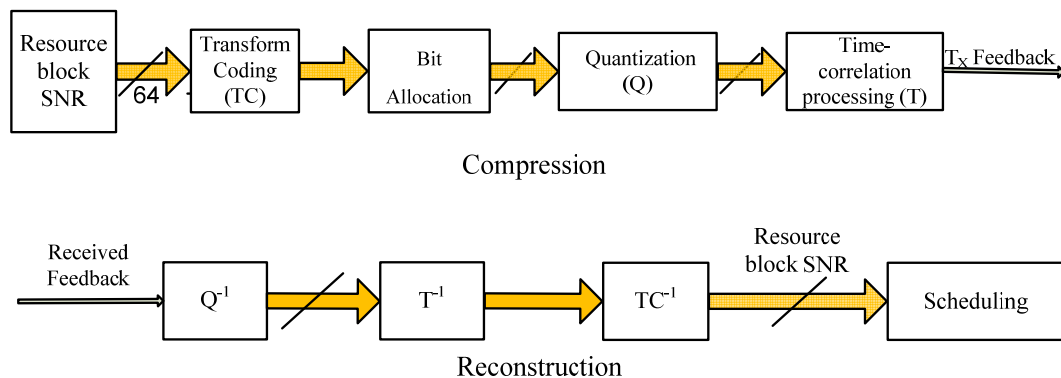 Resource
block
SNR
64
Transform
Coding
(TC)
Bit
Allocation
Quantization
(Q)
Time-
correlation
processing (T)
TX Feedback
Compression
Received
Feedback
Q-1
T-1
TC-1
Resource
block SNR
Scheduling
Reconstruction